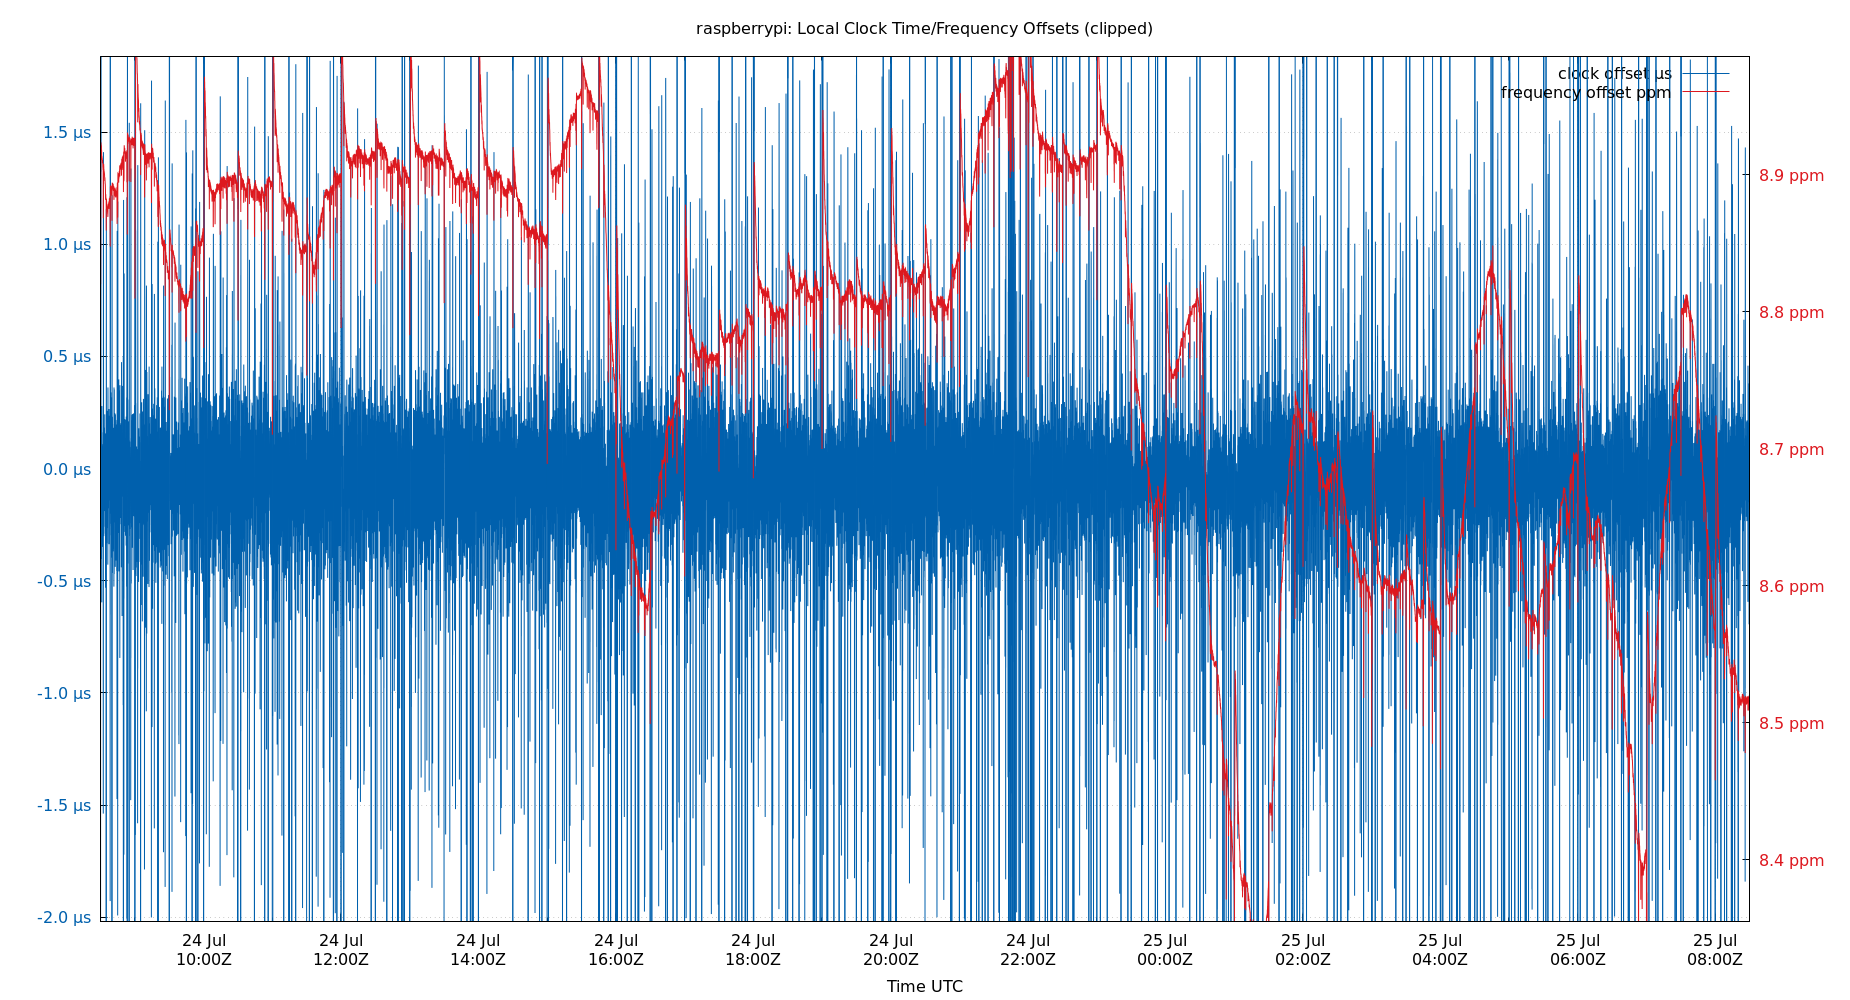 raspberrypi: Local Clock Time/Frequency Offsets (clipped)
clock offset µs
frequency offset ppm
1.5 µs
1.0 µs
0.5 µs
0.0 µs
-0.5 µs
-1.0 µs
-1.5 µs
-2.0 µs
8.9 ppm
8.8 ppm
8.7 ppm
8.6 ppm
8.5 ppm
8.4 ppm
24 Jul 24 Jul 24 Jul 24 Jul 24 Jul 24 Jul 24 Jul 25 Jul 25 Jul 25 Jul 25 Jul 25 Jul
10:00Z 12:00Z 14:00Z 16:00Z 18:00Z 20:00Z 22:00Z 00:00Z 02:00Z 04:00Z 06:00Z 08:00Z
Time UTC